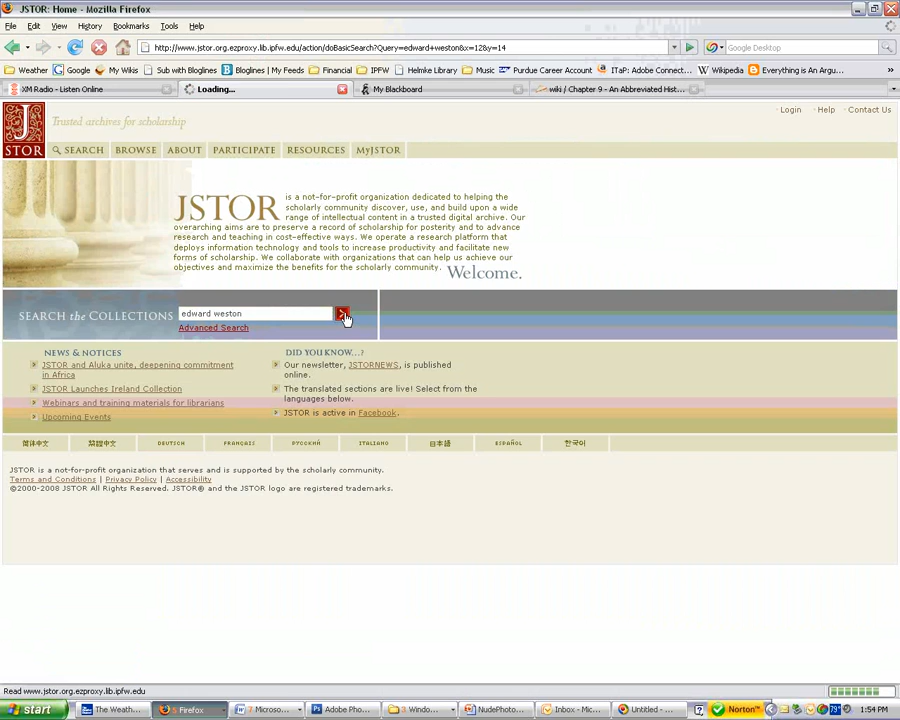 JSTOR: Home - Mozilla Firefox
File Edit View History Bookmarks Tools Help
http://www.jstor.org.ezproxy.lib.ipfw.edu/action/doBasicSearch?Query=edward+weston&x=12&y=14 Google Desktop
Weather Google My Wikis Sub with Bloglines Bloglines | My Feeds Financial IPFW Helmke Library Music Purdue Career Account ITaP: Adobe Connect... Wikipedia Everything is An Argu... »
XM Radio - Listen Online Loading... My Blackboard wiki / Chapter 9 - An Abbreviated Hist...
J
STOR
Trusted archives for scholarship
Login Help Contact Us
SEARCH BROWSE ABOUT PARTICIPATE RESOURCES MyJSTOR
JSTOR is a not-for-profit organization dedicated to helping the
scholarly community discover, use, and build upon a wide
range of intellectual content in a trusted digital archive. Our
overarching aims are to preserve a record of scholarship for posterity and to advance
research and teaching in cost-effective ways. We operate a research platform that
deploys information technology and tools to increase productivity and facilitate new
forms of scholarship. We collaborate with organizations that can help us achieve our
objectives and maximize the benefits for the scholarly community. Welcome.
SEARCH the COLLECTIONS edward weston
Advanced Search
NEWS & NOTICES
JSTOR and Aluka unite, deepening commitment
in Africa
JSTOR Launches Ireland Collection
Webinars and training materials for librarians
Upcoming Events
DID YOU KNOW...?
Our newsletter, JSTORNEWS, is published
online.
The translated sections are live! Select from the
languages below.
JSTOR is active in Facebook.
简体中文 繁體中文 DEUTSCH FRANÇAIS РУССКИЙ ITALIANO 日本語 ESPAÑOL 한국어
JSTOR is a not-for-profit organization that serves and is supported by the scholarly community.
Terms and Conditions | Privacy Policy | Accessibility
©2000-2008 JSTOR All Rights Reserved. JSTOR® and the JSTOR logo are registered trademarks.
Read www.jstor.org.ezproxy.lib.ipfw.edu
start The Weath... 5 Firefox 7 Microso... Adobe Pho... 3 Window... NudePhoto... Inbox - Mic... Untitled - ... Norton™ 79° 1:54 PM